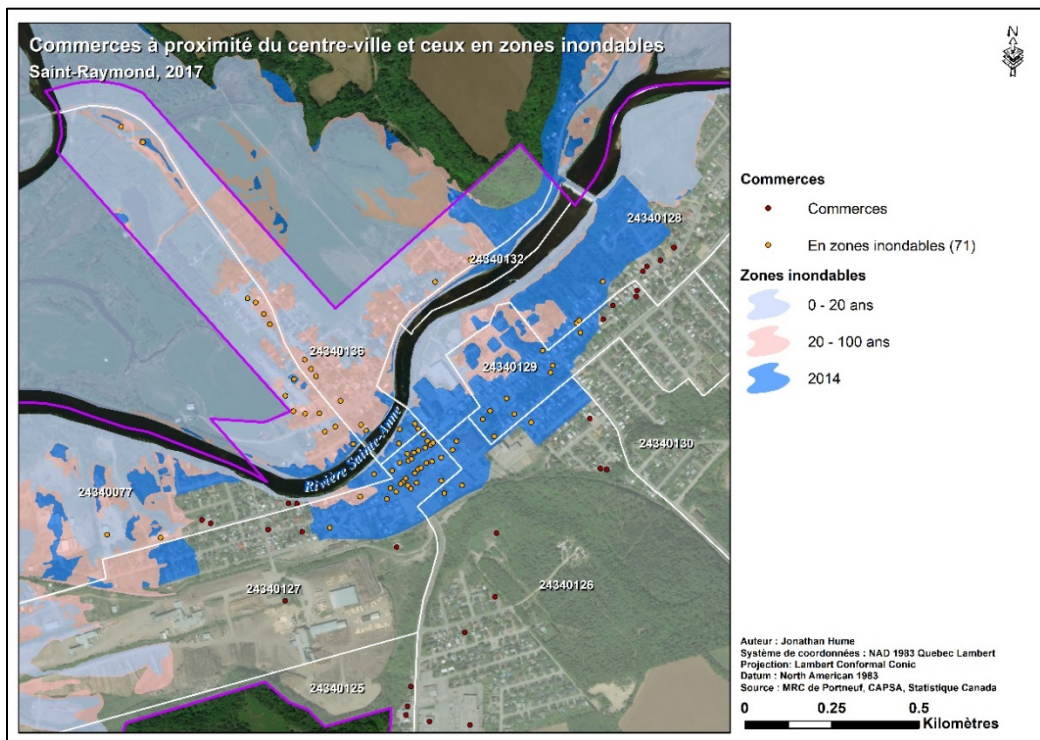 Commerces à proximité du centre-ville et ceux en zones inondables
Saint-Raymond, 2017
N
24340128
24340132
24340136
24340129
Rivière Sainte-Anne
24340130
24340077
24340127
24340126
24340125
Commerces
Commerces
En zones inondables (71)
Zones inondables
0 - 20 ans
20 - 100 ans
2014
Auteur : Jonathan Hume
Système de coordonnées : NAD 1983 Quebec Lambert
Projection: Lambert Conformal Conic
Datum : North American 1983
Source : MRC de Portneuf, CAPSA, Statistique Canada
0 0.25 0.5
Kilomètres